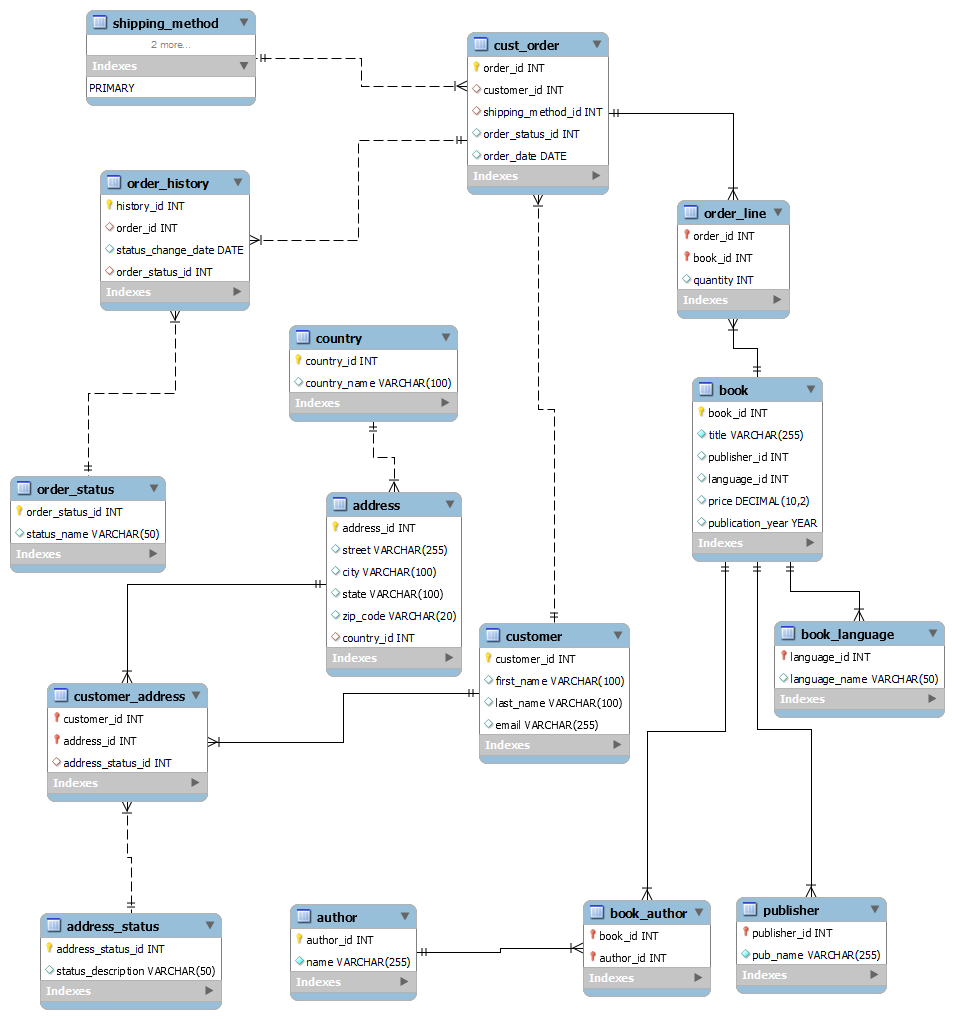 shipping_method
2 more...
Indexes
PRIMARY
cust_order
order_id INT
customer_id INT
shipping_method_id INT
order_status_id INT
order_date DATE
Indexes
order_history
history_id INT
order_id INT
status_change_date DATE
order_status_id INT
Indexes
order_line
order_id INT
book_id INT
quantity INT
Indexes
country
country_id INT
country_name VARCHAR(100)
Indexes
book
book_id INT
title VARCHAR(255)
publisher_id INT
language_id INT
price DECIMAL(10,2)
publication_year YEAR
Indexes
order_status
order_status_id INT
status_name VARCHAR(50)
Indexes
address
address_id INT
street VARCHAR(255)
city VARCHAR(100)
state VARCHAR(100)
zip_code VARCHAR(20)
country_id INT
Indexes
customer
customer_id INT
first_name VARCHAR(100)
last_name VARCHAR(100)
email VARCHAR(255)
Indexes
book_language
language_id INT
language_name VARCHAR(50)
Indexes
customer_address
customer_id INT
address_id INT
address_status_id INT
Indexes
address_status
address_status_id INT
status_description VARCHAR(50)
Indexes
author
author_id INT
name VARCHAR(255)
Indexes
book_author
book_id INT
author_id INT
Indexes
publisher
publisher_id INT
pub_name VARCHAR(255)
Indexes